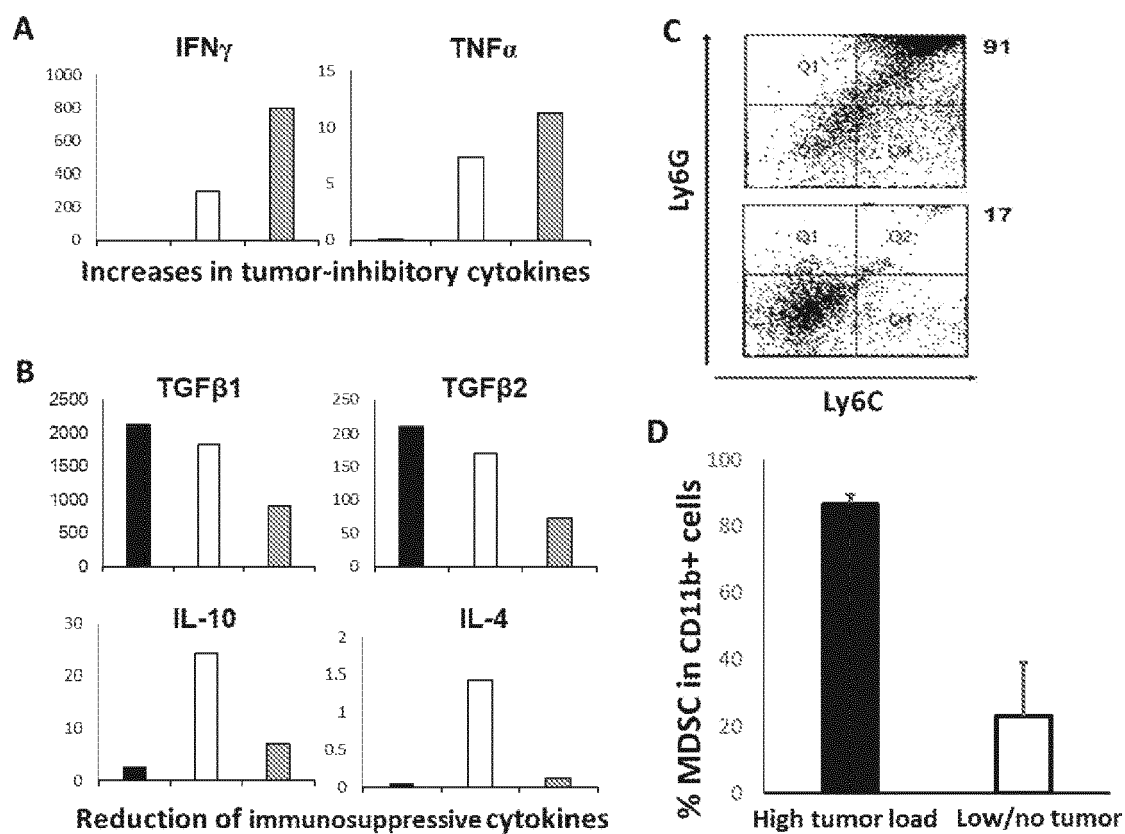 A
IFNγ
1000
800
600
400
200
0
TNFα
15
10
5
0
Increases in tumor-inhibitory cytokines
B
TGFβ1
2500
2000
1500
1000
500
0
TGFβ2
250
200
150
100
50
0
IL-10
30
20
10
0
IL-4
2
1.5
1
0.5
0
Reduction of immunosuppressive cytokines
C
Ly6G
Q1
91
Q1
Q2
Q4
17
Ly6C
D
% MDSC in CD11b+ cells
100
80
60
40
20
0
High tumor load
Low/no tumor